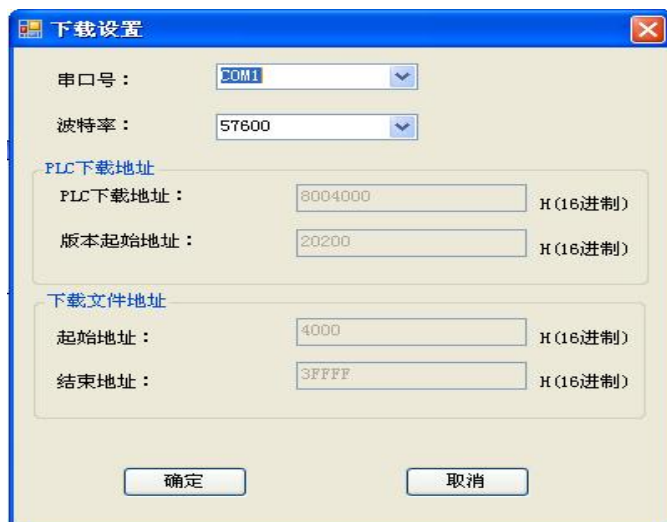 下载设置
串口号： COM1
波特率： 57600
PLC下载地址
PLC下载地址： 8004000 H(16进制)
版本起始地址： 20200 H(16进制)
下载文件地址
起始地址： 4000 H(16进制)
结束地址： 3FFFF H(16进制)
确定 取消